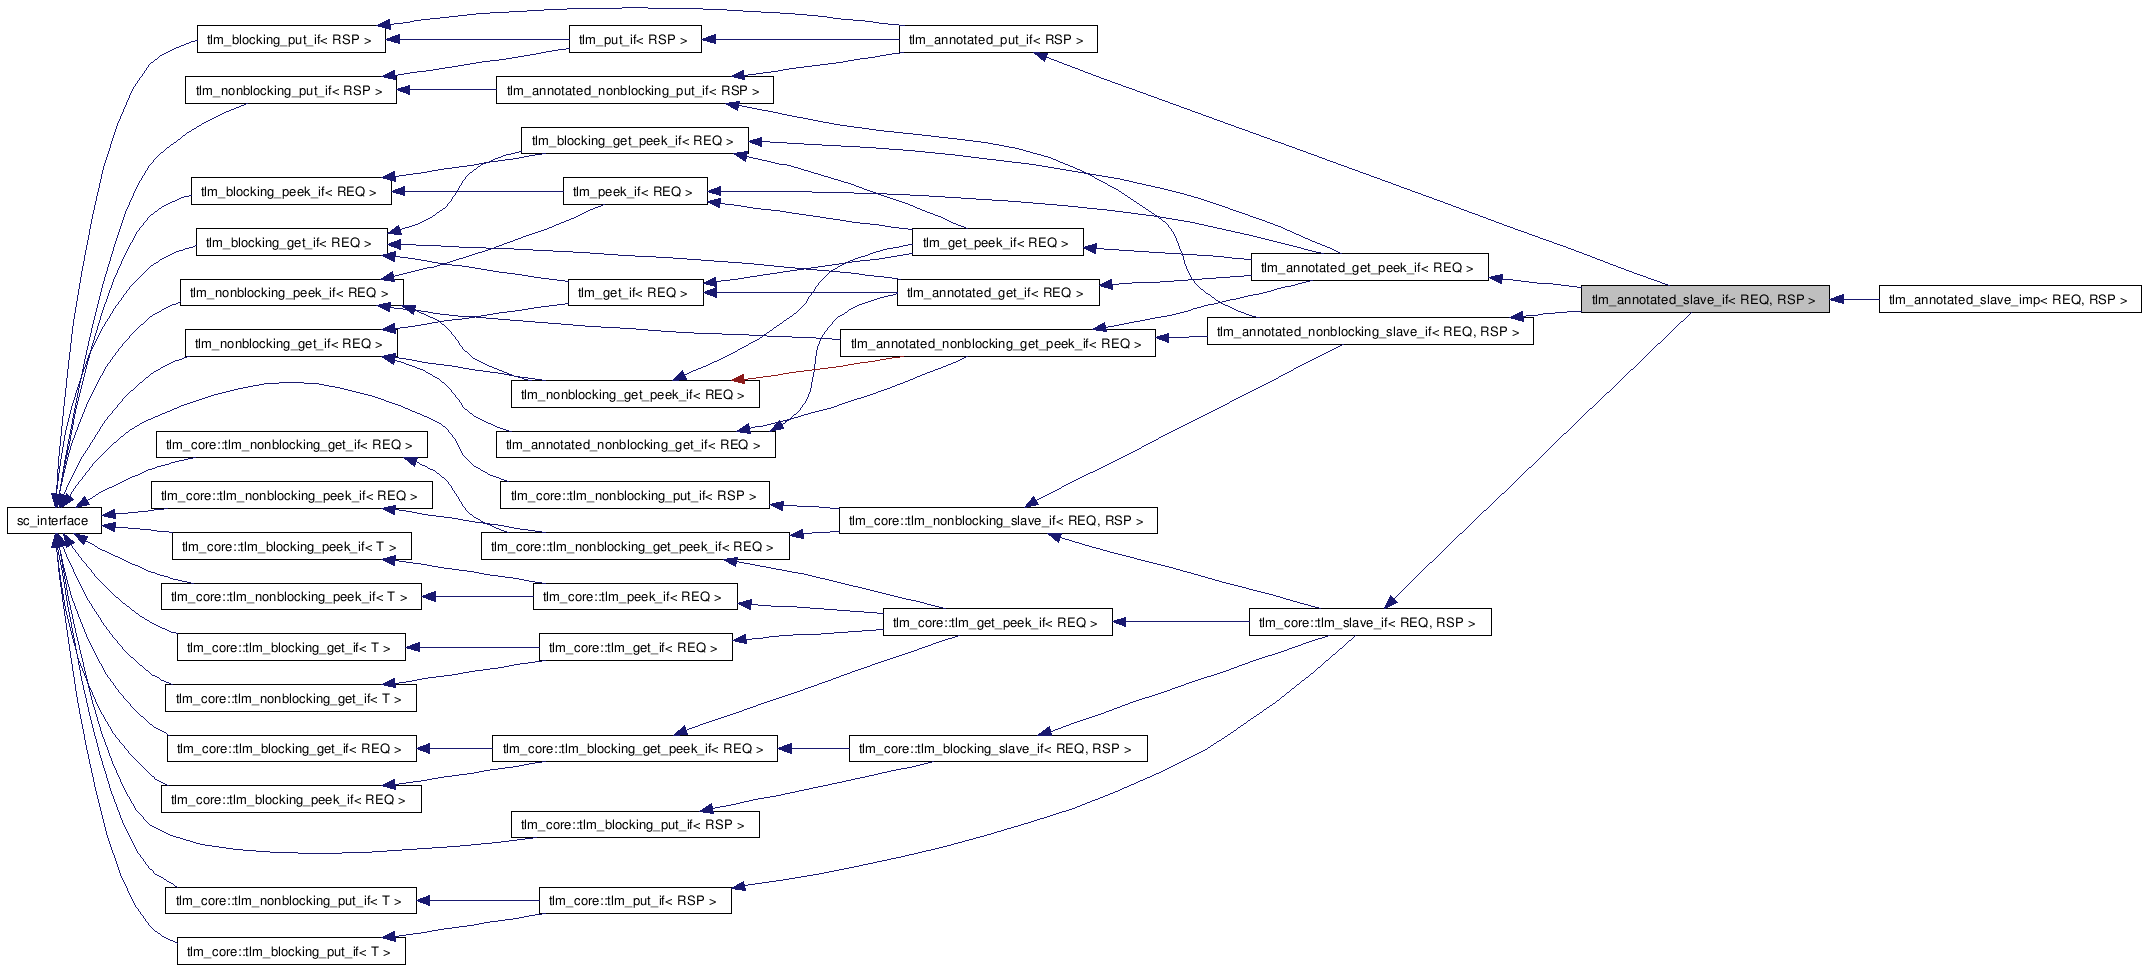 tlm_blocking_put_if< RSP >
tlm_put_if< RSP >
tlm_annotated_put_if< RSP >
tlm_nonblocking_put_if< RSP >
tlm_annotated_nonblocking_put_if< RSP >
tlm_blocking_get_peek_if< REQ >
tlm_blocking_peek_if< REQ >
tlm_peek_if< REQ >
tlm_blocking_get_if< REQ >
tlm_get_peek_if< REQ >
tlm_annotated_get_peek_if< REQ >
tlm_nonblocking_peek_if< REQ >
tlm_get_if< REQ >
tlm_annotated_get_if< REQ >
tlm_annotated_slave_if< REQ, RSP >
tlm_annotated_slave_imp< REQ, RSP >
tlm_annotated_nonblocking_slave_if< REQ, RSP >
tlm_nonblocking_get_if< REQ >
tlm_annotated_nonblocking_get_peek_if< REQ >
tlm_nonblocking_get_peek_if< REQ >
tlm_core::tlm_nonblocking_get_if< REQ >
tlm_annotated_nonblocking_get_if< REQ >
tlm_core::tlm_nonblocking_peek_if< REQ >
tlm_core::tlm_nonblocking_put_if< RSP >
sc_interface
tlm_core::tlm_nonblocking_slave_if< REQ, RSP >
tlm_core::tlm_blocking_peek_if< T >
tlm_core::tlm_nonblocking_get_peek_if< REQ >
tlm_core::tlm_nonblocking_peek_if< T >
tlm_core::tlm_peek_if< REQ >
tlm_core::tlm_get_peek_if< REQ >
tlm_core::tlm_slave_if< REQ, RSP >
tlm_core::tlm_blocking_get_if< T >
tlm_core::tlm_get_if< REQ >
tlm_core::tlm_nonblocking_get_if< T >
tlm_core::tlm_blocking_get_if< REQ >
tlm_core::tlm_blocking_get_peek_if< REQ >
tlm_core::tlm_blocking_slave_if< REQ, RSP >
tlm_core::tlm_blocking_peek_if< REQ >
tlm_core::tlm_blocking_put_if< RSP >
tlm_core::tlm_nonblocking_put_if< T >
tlm_core::tlm_put_if< RSP >
tlm_core::tlm_blocking_put_if< T >